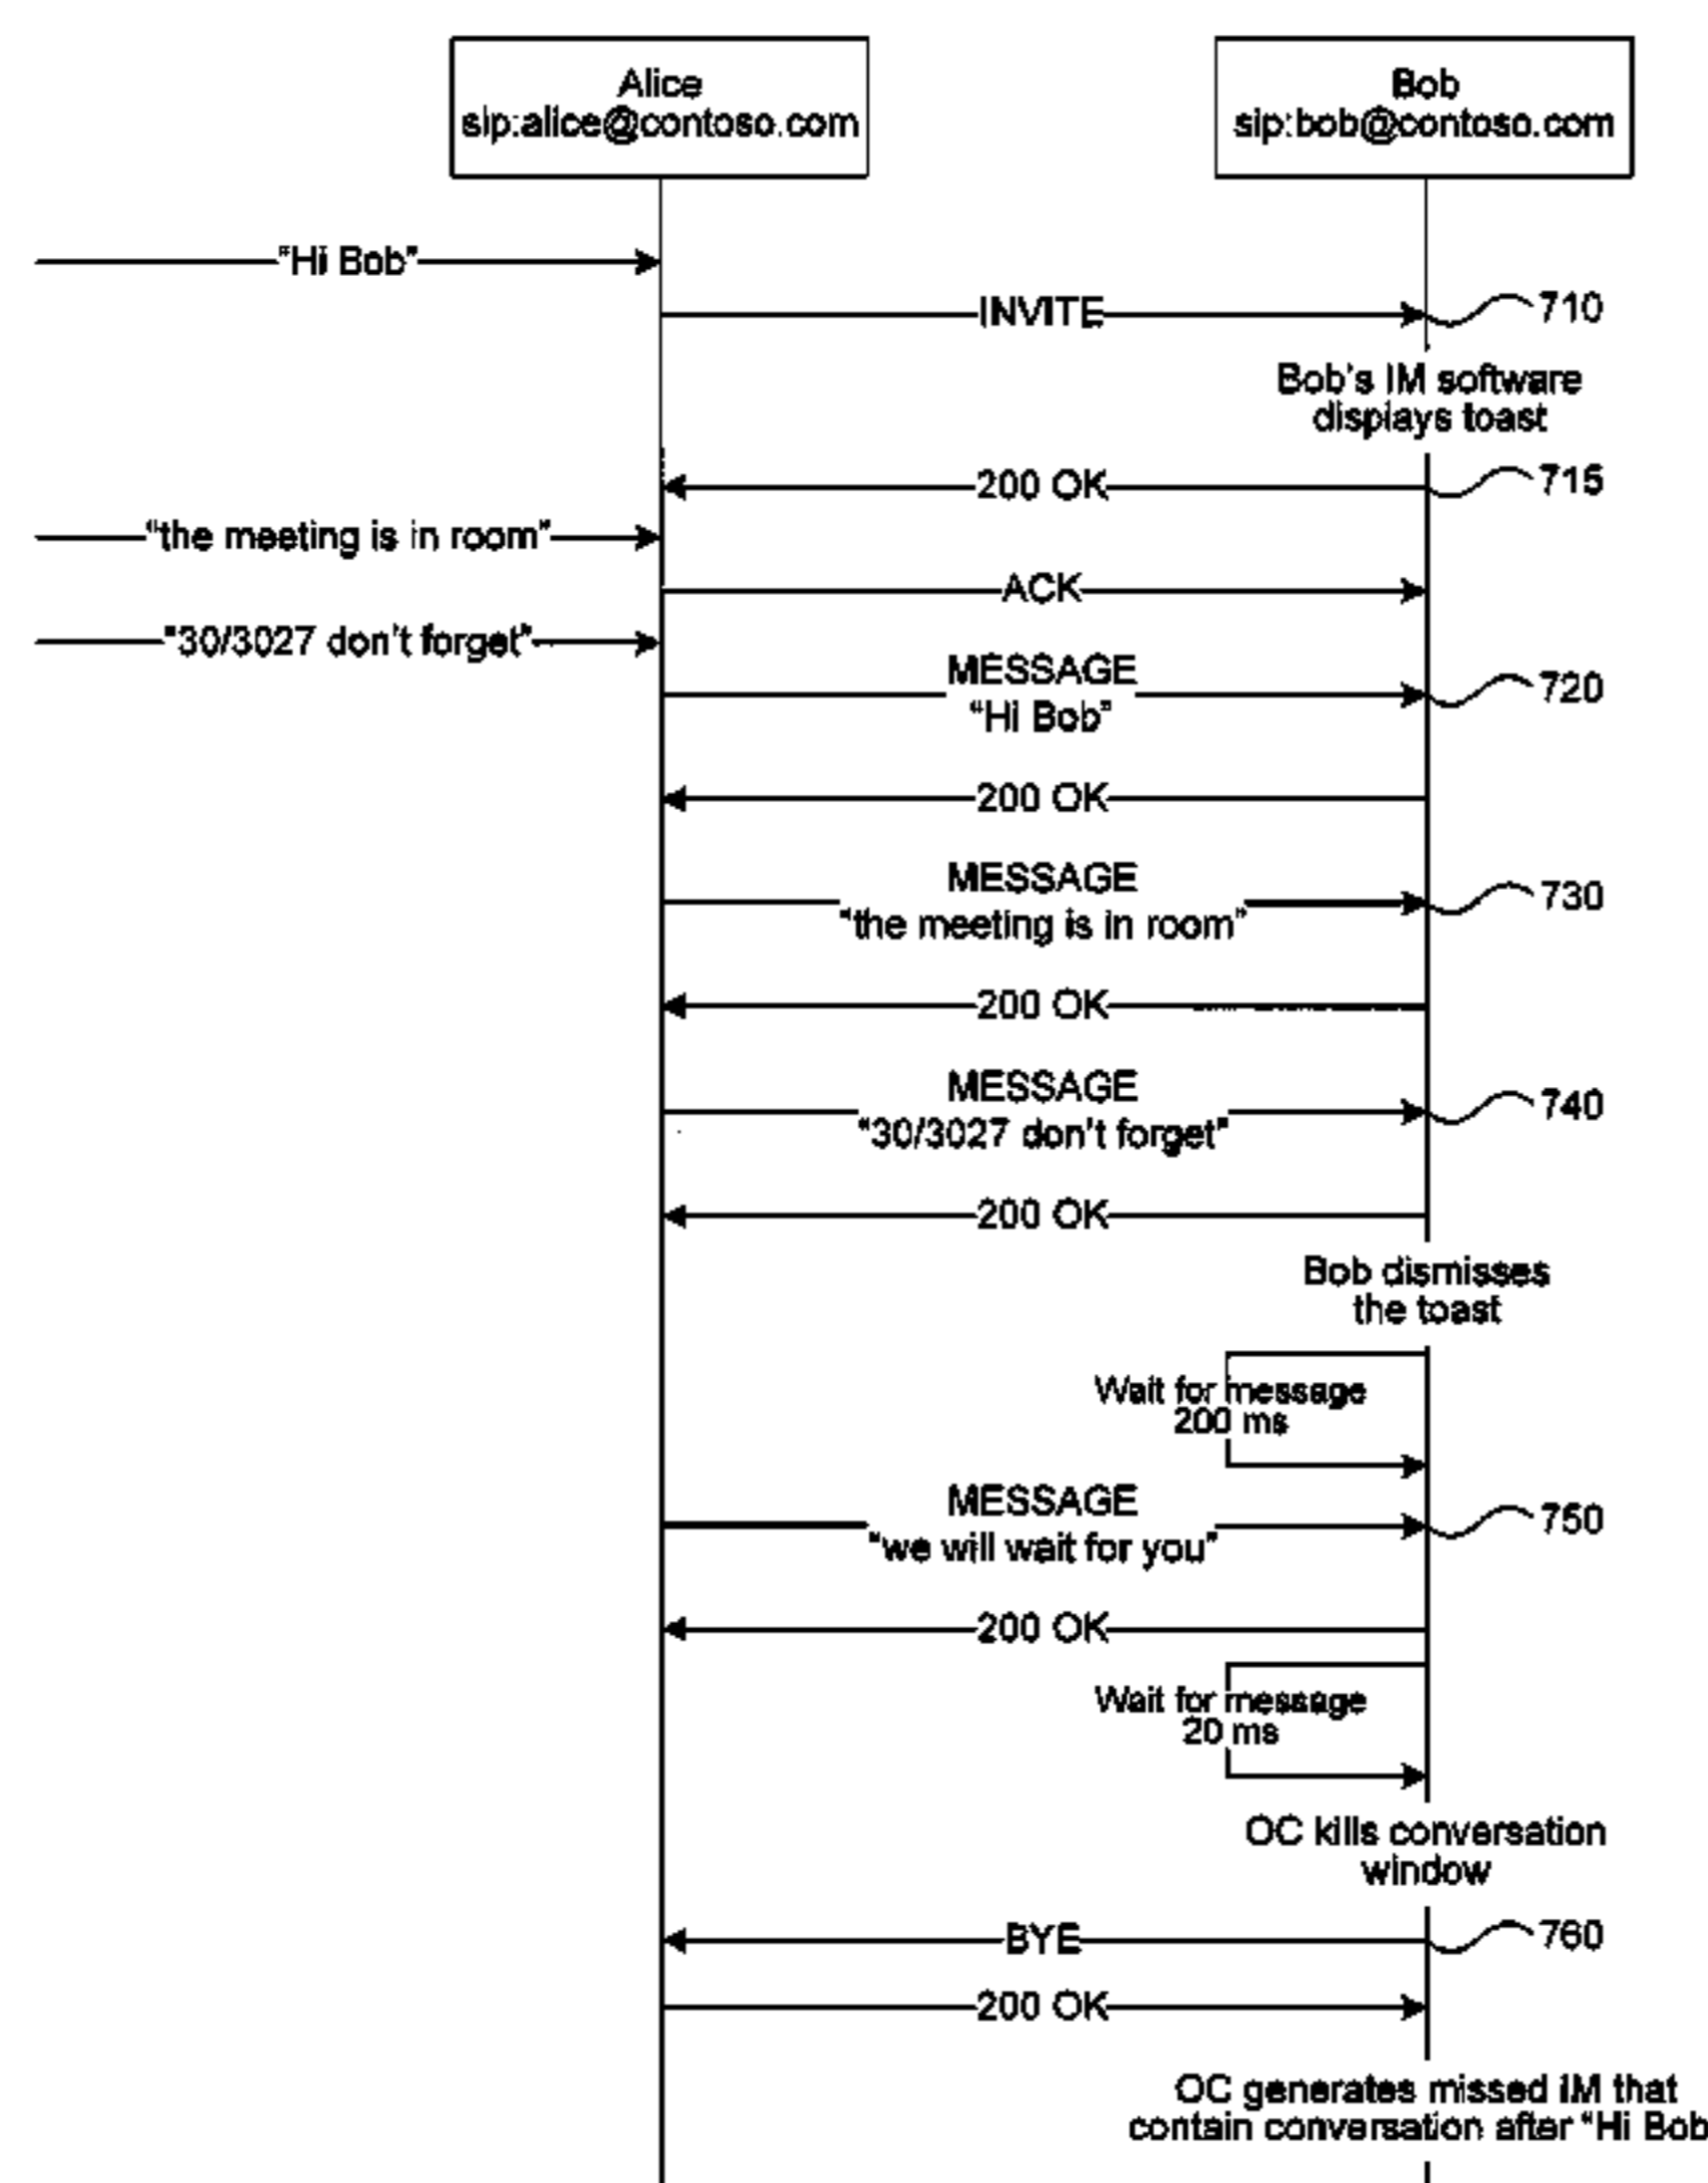 Alice
sip:alice@contoso.com
Bob
sip:bob@contoso.com
"Hi Bob"
INVITE
710
Bob's IM software
displays toast
200 OK
715
"the meeting is in room"
ACK
"30/3027 don't forget"
MESSAGE
"Hi Bob"
720
200 OK
MESSAGE
"the meeting is in room"
730
200 OK
MESSAGE
"30/3027 don't forget"
740
200 OK
Bob dismisses
the toast
Wait for message
200 ms
MESSAGE
"we will wait for you"
750
200 OK
Wait for message
20 ms
OC kills conversation
window
BYE
760
200 OK
OC generates missed IM that
contain conversation after "Hi Bob